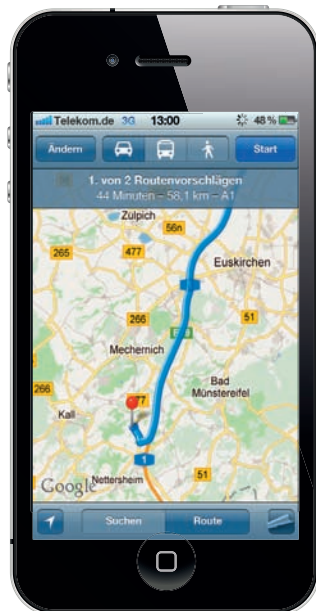 Telekom.de 3G 13:00 48%
Ändern Start
1. von 2 Routenvorschlägen
44 Minuten – 58,1 km – A1
Zülpich
56n
265 477
Euskirchen
266
51
Mechernich
Bad
Münstereifel
266
77
Kall
1
Nettersheim
51
Google
Suchen Route